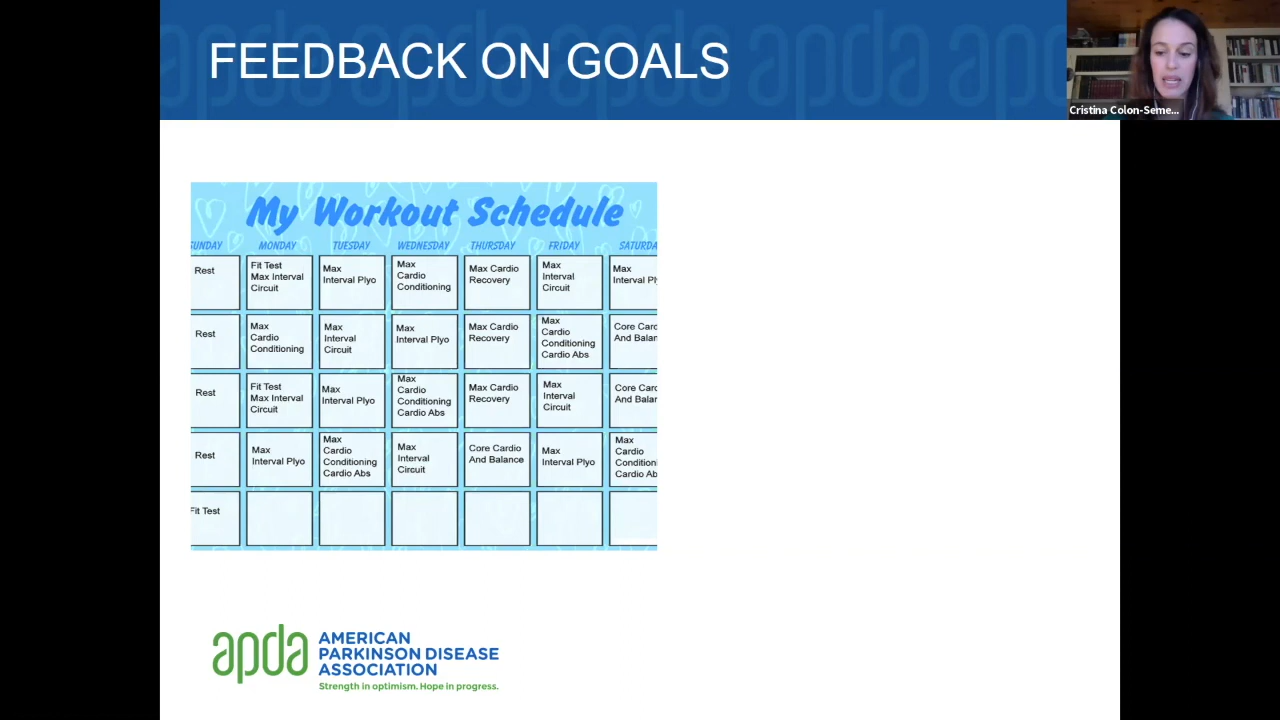 FEEDBACK ON GOALS
Cristina Colon-Seme...
My Workout Schedule
SUNDAY MONDAY TUESDAY WEDNESDAY THURSDAY FRIDAY SATURDA
Rest
Fit Test
Max Interval
Circuit
Max
Interval Plyo
Max
Cardio
Conditioning
Max Cardio
Recovery
Max
Interval
Circuit
Max
Interval Ply
Rest
Max
Cardio
Conditioning
Max
Interval
Circuit
Max
Interval Plyo
Max Cardio
Recovery
Max
Cardio
Conditioning
Cardio Abs
Core Card
And Balan
Rest
Fit Test
Max Interval
Circuit
Max
Interval Plyo
Max
Cardio
Conditioning
Cardio Abs
Max Cardio
Recovery
Max
Interval
Circuit
Core Card
And Balan
Rest
Max
Interval Plyo
Max
Cardio
Conditioning
Cardio Abs
Max
Interval
Circuit
Core Cardio
And Balance
Max
Interval Plyo
Max
Cardio
Condition
Cardio Ab
Fit Test
apda
AMERICAN
PARKINSON DISEASE
ASSOCIATION
Strength in optimism. Hope in progress.